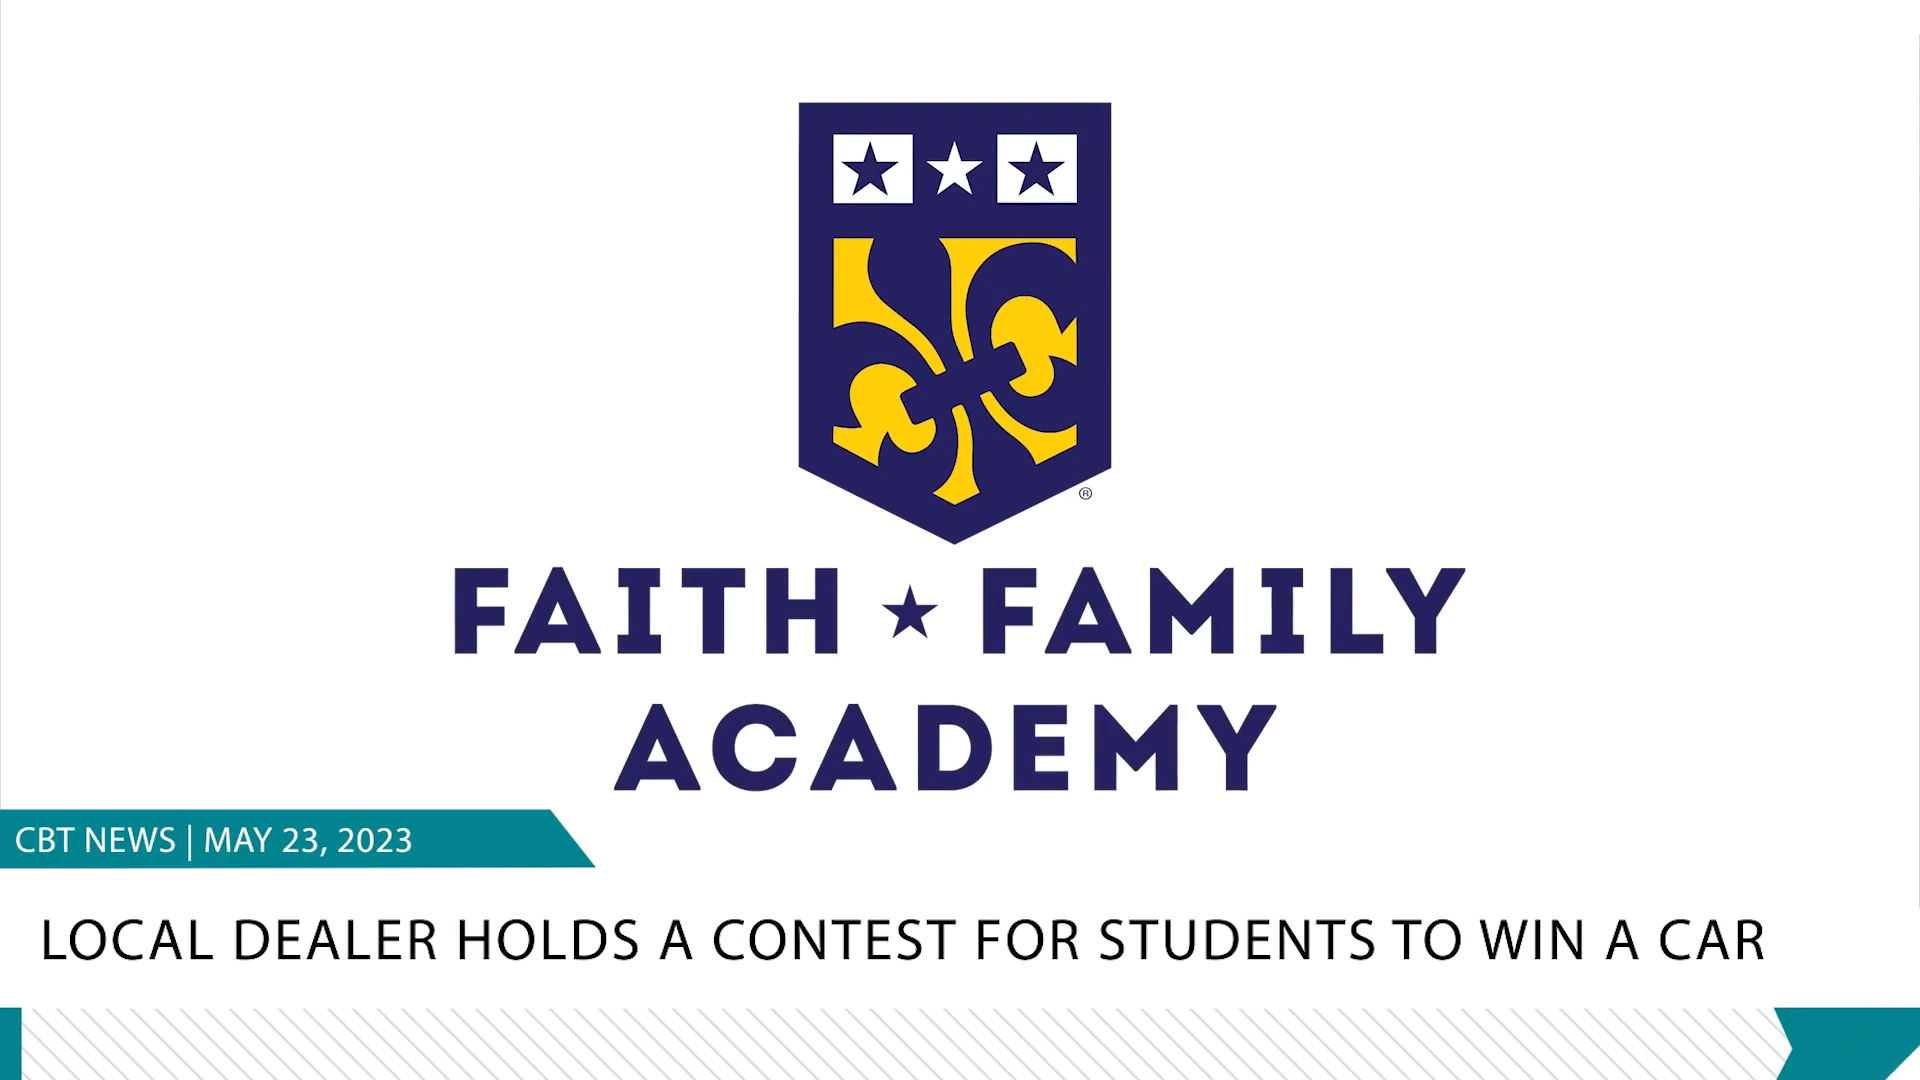 ®
FAITH ★ FAMILY
ACADEMY
CBT NEWS | MAY 23, 2023
LOCAL DEALER HOLDS A CONTEST FOR STUDENTS TO WIN A CAR